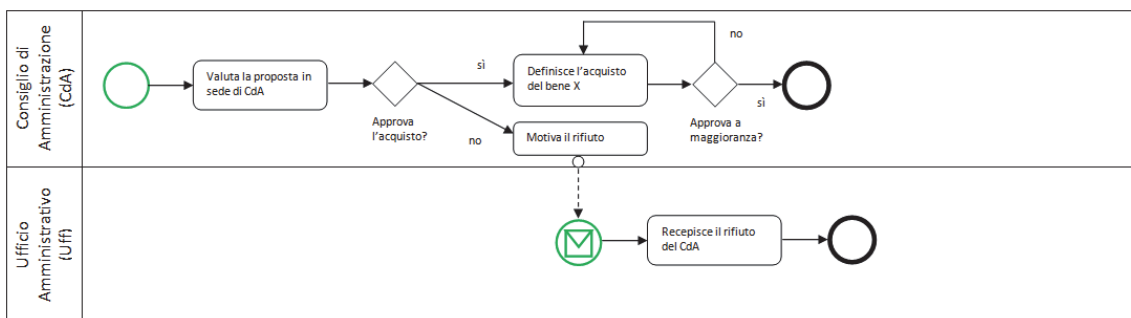 Consiglio di
Amministrazione
(CdA)
Valuta la proposta in
sede di CdA
Approva
l'acquisto?
sì
no
Definisce l'acquisto
del bene X
Motiva il rifiuto
no
sì
Approva a
maggioranza?
Ufficio
Amministrativo
(Uff)
Recepisce il rifiuto
del CdA